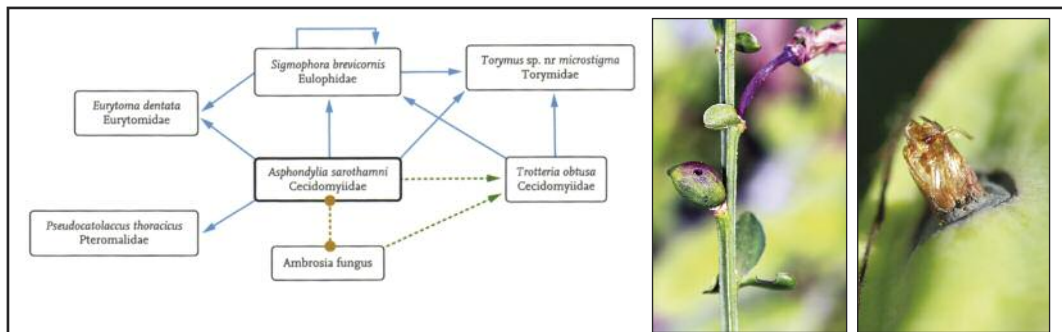 Sigmophora brevicornis
Eulophidae
Torymus sp. nr microstigma
Torymidae
Eurytoma dentata
Eurytomidae
Asphondylia sarothamni
Cecidomyiidae
Trotteria obtusa
Cecidomyiidae
Pseudocatolaccus thoracicus
Pteromalidae
Ambrosia fungus